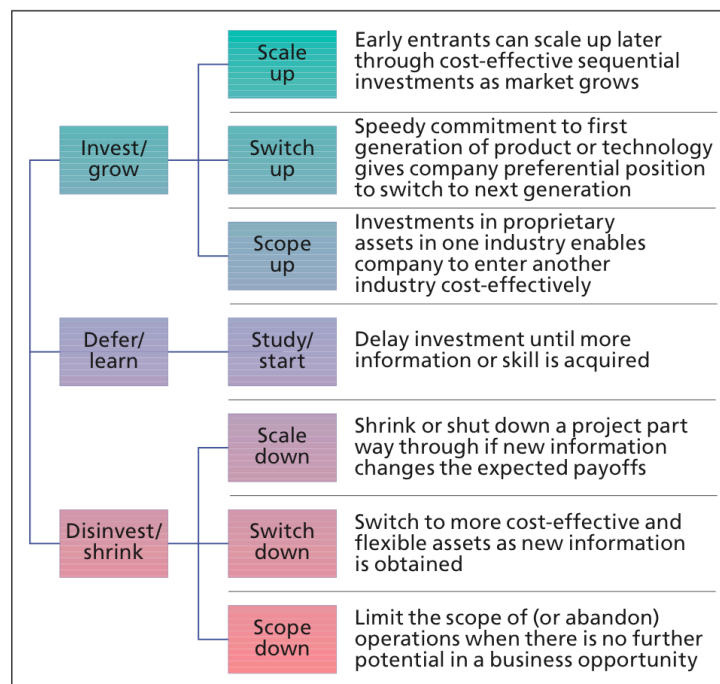 Scale
up
Early entrants can scale up later
through cost-effective sequential
investments as market grows
Invest/
grow
Switch
up
Speedy commitment to first
generation of product or technology
gives company preferential position
to switch to next generation
Scope
up
Investments in proprietary
assets in one industry enables
company to enter another
industry cost-effectively
Defer/
learn
Study/
start
Delay investment until more
information or skill is acquired
Scale
down
Shrink or shut down a project part
way through if new information
changes the expected payoffs
Disinvest/
shrink
Switch
down
Switch to more cost-effective and
flexible assets as new information
is obtained
Scope
down
Limit the scope of (or abandon)
operations when there is no further
potential in a business opportunity